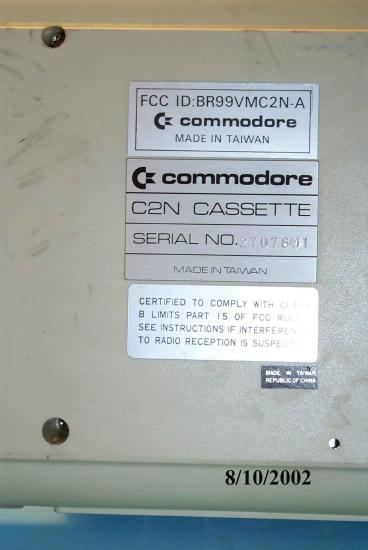 FCC ID:BR99VMC2N-A
commodore
MADE IN TAIWAN
commodore
C2N CASSETTE
SERIAL NO.
MADE IN TAIWAN
CERTIFIED TO COMPLY WITH CLASS
B LIMITS PART 15 OF FCC RULES
SEE INSTRUCTIONS IF INTERFERENCE
TO RADIO RECEPTION IS SUSPECTED
MADE IN TAIWAN
REPUBLIC OF CHINA
8/10/2002